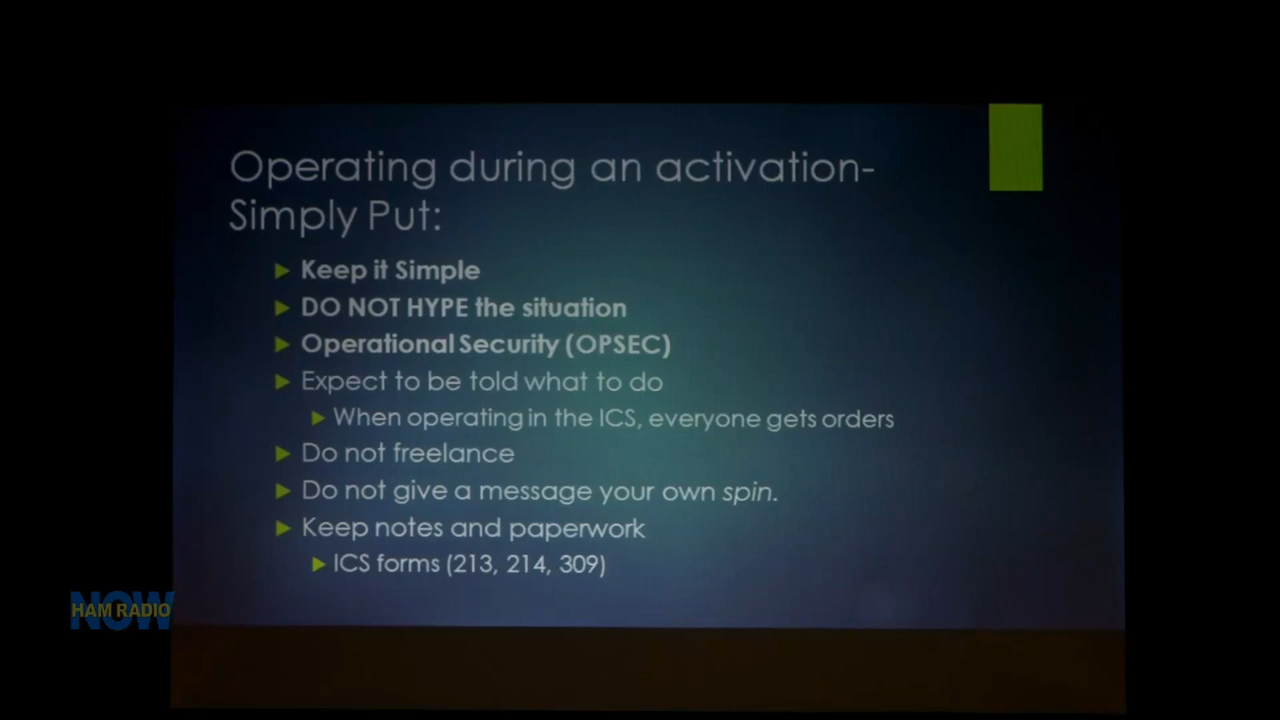 Operating during an activation-
Simply Put:
Keep it Simple
DO NOT HYPE the situation
Operational Security (OPSEC)
Expect to be told what to do
When operating in the ICS, everyone gets orders
Do not freelance
Do not give a message your own spin.
Keep notes and paperwork
ICS forms (213, 214, 309)
HAM RADIO
NOW